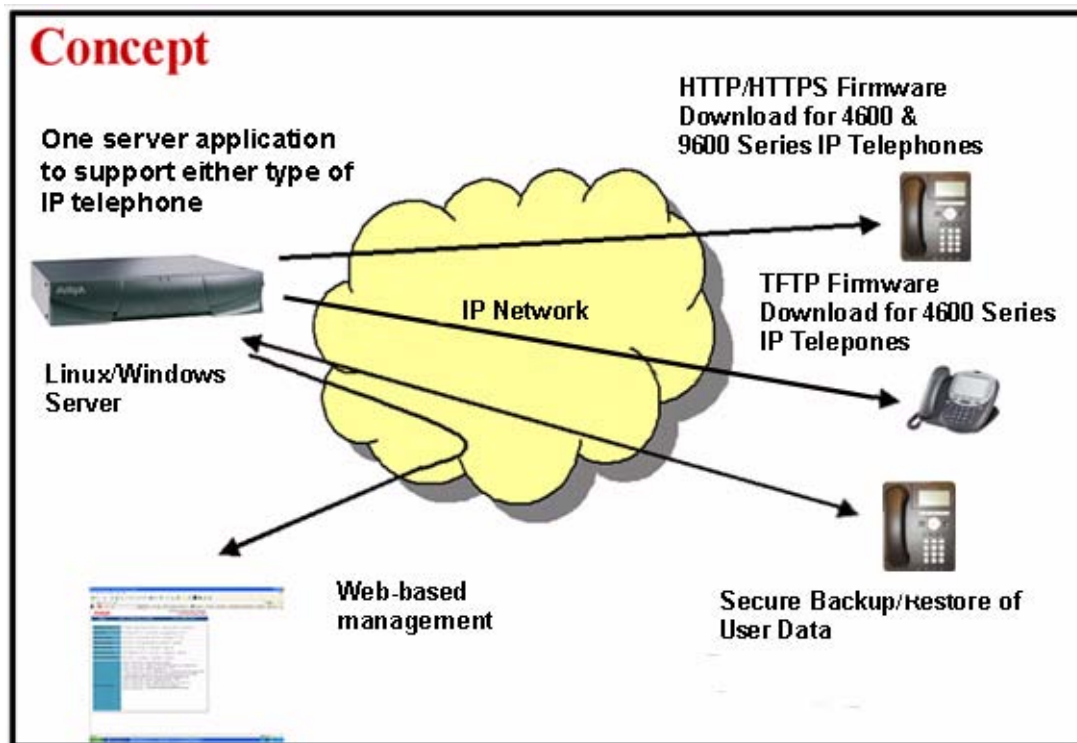 Concept
One server application
to support either type of
IP telephone
HTTP/HTTPS Firmware
Download for 4600 &
9600 Series IP Telephones
AVAYA
IP Network
TFTP Firmware
Download for 4600 Series
IP Telepones
Linux/Windows
Server
Web-based
management
Secure Backup/Restore of
User Data